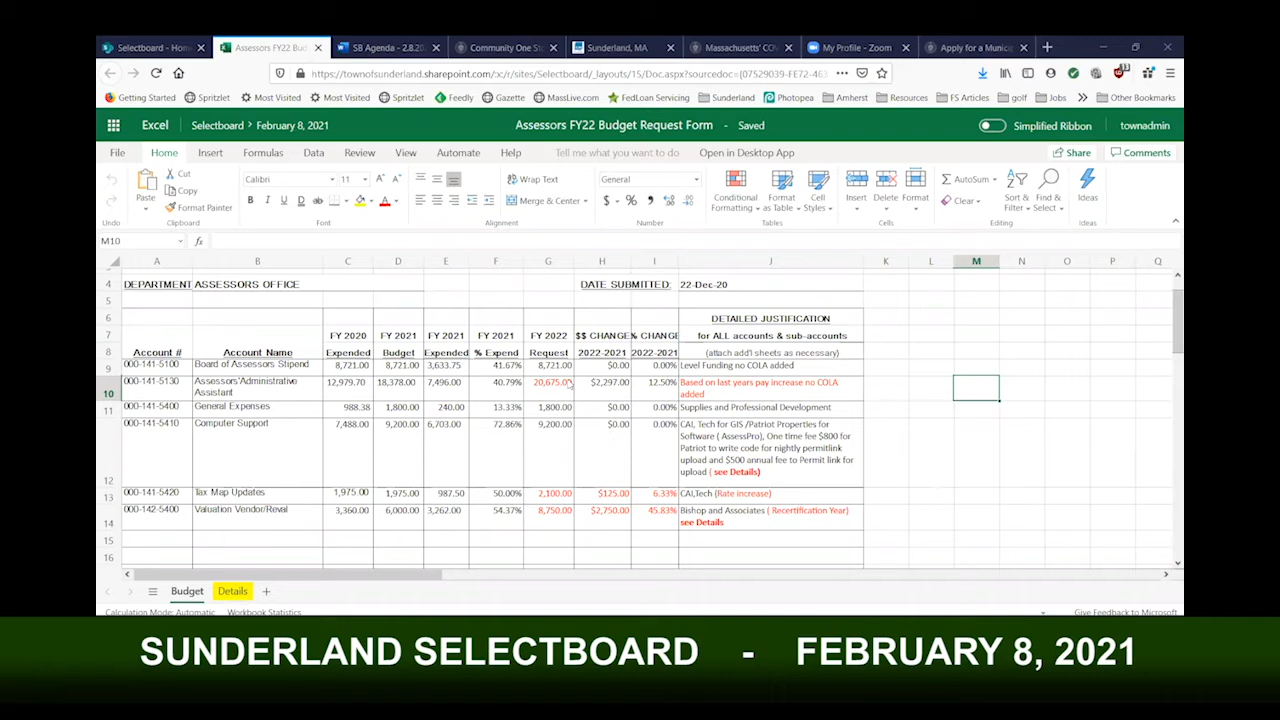 Selectboard - Home
Assessors FY22 Bud
SB Agenda - 2.8.20
Community One Sto
Sunderland, MA
Massachusetts' COV
My Profile - Zoom
Apply for a Munici
https://townofsunderland.sharepoint.com/:x:/r/sites/Selectboard/_layouts/15/Doc.aspx?sourcedoc={07529039-FE72-463
Getting Started Spritzlet Most Visited Most Visited Spritzlet Feedly Gazette MassLive.com FedLoan Servicing Sunderland Photopea Amherst Resources FS Articles golf Jobs Other Bookmarks
Excel Selectboard > February 8, 2021 Assessors FY22 Budget Request Form - Saved Simplified Ribbon townadmin
File Home Insert Formulas Data Review View Automate Help Tell me what you want to do Open in Desktop App Share Comments
Paste Cut Copy Format Painter
Calibri 11 B I U D ab A
Wrap Text Merge & Center
General $ %
Conditional Formatting Format as Table Cell Styles
Insert Delete Format
AutoSum Clear Sort & Filter Find & Select Ideas
Undo Clipboard Font Alignment Number Tables Cells Editing Ideas
M10 fx
A B C D E F G H I J K L M N O P Q
4 DEPARTMENT ASSESSORS OFFICE DATE SUBMITTED: 22-Dec-20
5
6 DETAILED JUSTIFICATION
7 FY 2020 FY 2021 FY 2021 FY 2021 FY 2022 $$ CHANGE % CHANGE for ALL accounts & sub-accounts
8 Account # Account Name Expended Budget Expended % Expend Request 2022-2021 2022-2021 (attach add'l sheets as necessary)
9 000-141-5100 Board of Assessors Stipend 8,721.00 8,721.00 3,633.75 41.67% 8,721.00 $0.00 0.00% Level Funding no COLA added
10 000-141-5130 Assessors'Administrative 12,979.70 18,378.00 7,496.00 40.79% 20,675.00 $2,297.00 12.50% Based on last years pay increase no COLA
Assistant added
11 000-141-5400 General Expenses 988.38 1,800.00 240.00 13.33% 1,800.00 $0.00 0.00% Supplies and Professional Development
12 000-141-5410 Computer Support 7,488.00 9,200.00 6,703.00 72.86% 9,200.00 $0.00 0.00% CAI, Tech for GIS /Patriot Properties for
Software ( AssessPro), One time fee $800 for
Patriot to write code for nightly permitlink
upload and $500 annual fee to Permit link for
upload ( see Details)
13 000-141-5420 Tax Map Updates 1,975.00 1,975.00 987.50 50.00% 2,100.00 $125.00 6.33% CAI,Tech (Rate increase)
14 000-142-5400 Valuation Vendor/Reval 3,360.00 6,000.00 3,262.00 54.37% 8,750.00 $2,750.00 45.83% Bishop and Associates ( Recertification Year)
see Details
15
16
Budget Details
Calculation Mode: Automatic Workbook Statistics Give Feedback to Microsoft
SUNDERLAND SELECTBOARD - FEBRUARY 8, 2021